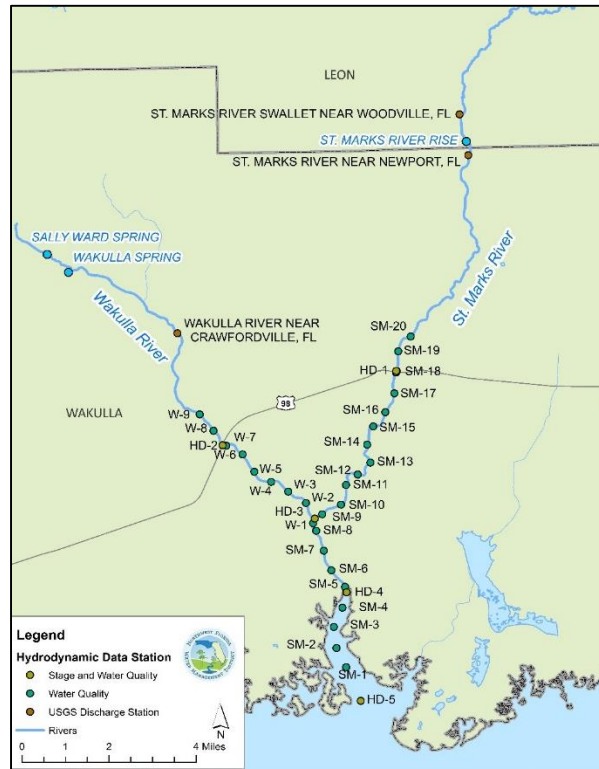 LEON
ST. MARKS RIVER SWALLET NEAR WOODVILLE, FL
ST. MARKS RIVER RISE
ST. MARKS RIVER NEAR NEWPORT, FL
SALLY WARD SPRING
WAKULLA SPRING
St. Marks River
Wakulla River
WAKULLA RIVER NEAR
CRAWFORDVILLE, FL
SM-20
SM-19
HD-1
SM-18
SM-17
98
WAKULLA
W-9
SM-16
W-8
SM-15
W-7
HD-2
SM-14
W-6
SM-13
W-5
SM-12
W-4
W-3
SM-11
W-2
SM-10
HD-3
SM-9
W-1
SM-8
SM-7
SM-6
SM-5
HD-4
SM-4
SM-3
SM-2
SM-1
HD-5
Legend
Hydrodynamic Data Station
Stage and Water Quality
Water Quality
USGS Discharge Station
Rivers
NORTHWEST FLORIDA
WATER MANAGEMENT DISTRICT
N
0 1 2 4 Miles